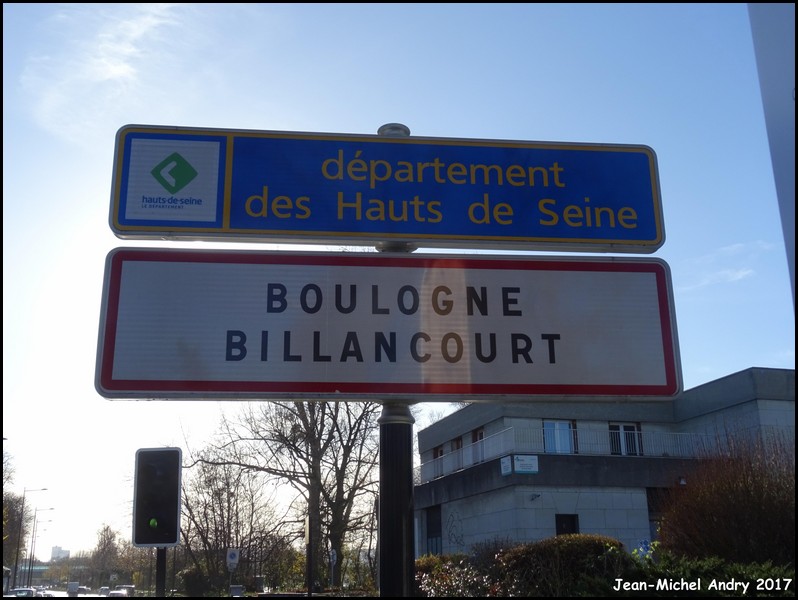 département
des Hauts de Seine
hauts-de-seine
LE DÉPARTEMENT
BOULOGNE
BILLANCOURT
Jean-Michel Andry 2017